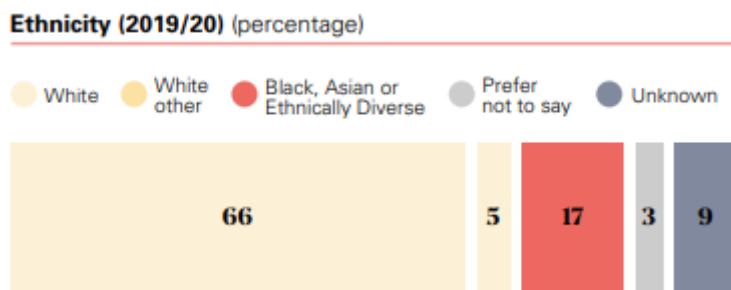 Ethnicity (2019/20) (percentage)
White
White
other
Black, Asian or
Ethnically Diverse
Prefer
not to say
Unknown
66
5
17
3
9